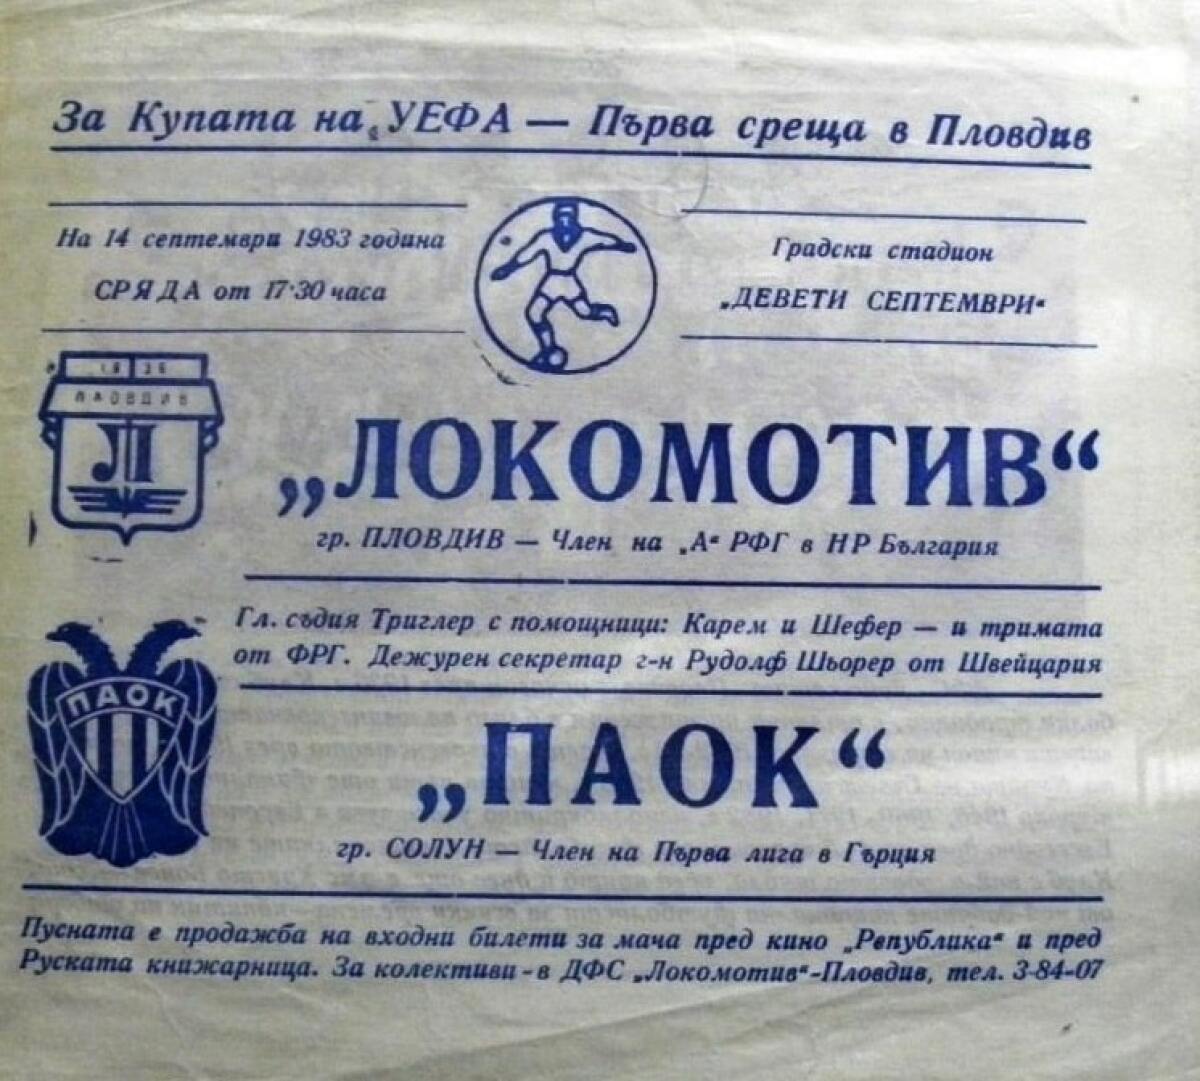 За Купата на УЕФА — Първа среща в Пловдив
На 14 септември 1983 година
СРЯДА от 17·30 часа
Градски стадион
„ДЕВЕТИ СЕПТЕМВРИ“
1936
ПЛОВДИВ
Л
„ЛОКОМОТИВ“
гр. ПЛОВДИВ — Член на „А“ РФГ в НР България
Гл. съдия Триглер с помощници: Карем и Шефер — и тримата
от ФРГ. Дежурен секретар г-н Рудолф Шьорер от Швейцария
ПАОК
„ПАОК“
гр. СОЛУН — Член на Първа лига в Гърция
Пусната е продажба на входни билети за мача пред кино „Република“ и пред
Руската книжарница. За колективи - в ДФС „Локомотив“-Пловдив, тел. 3-84-07